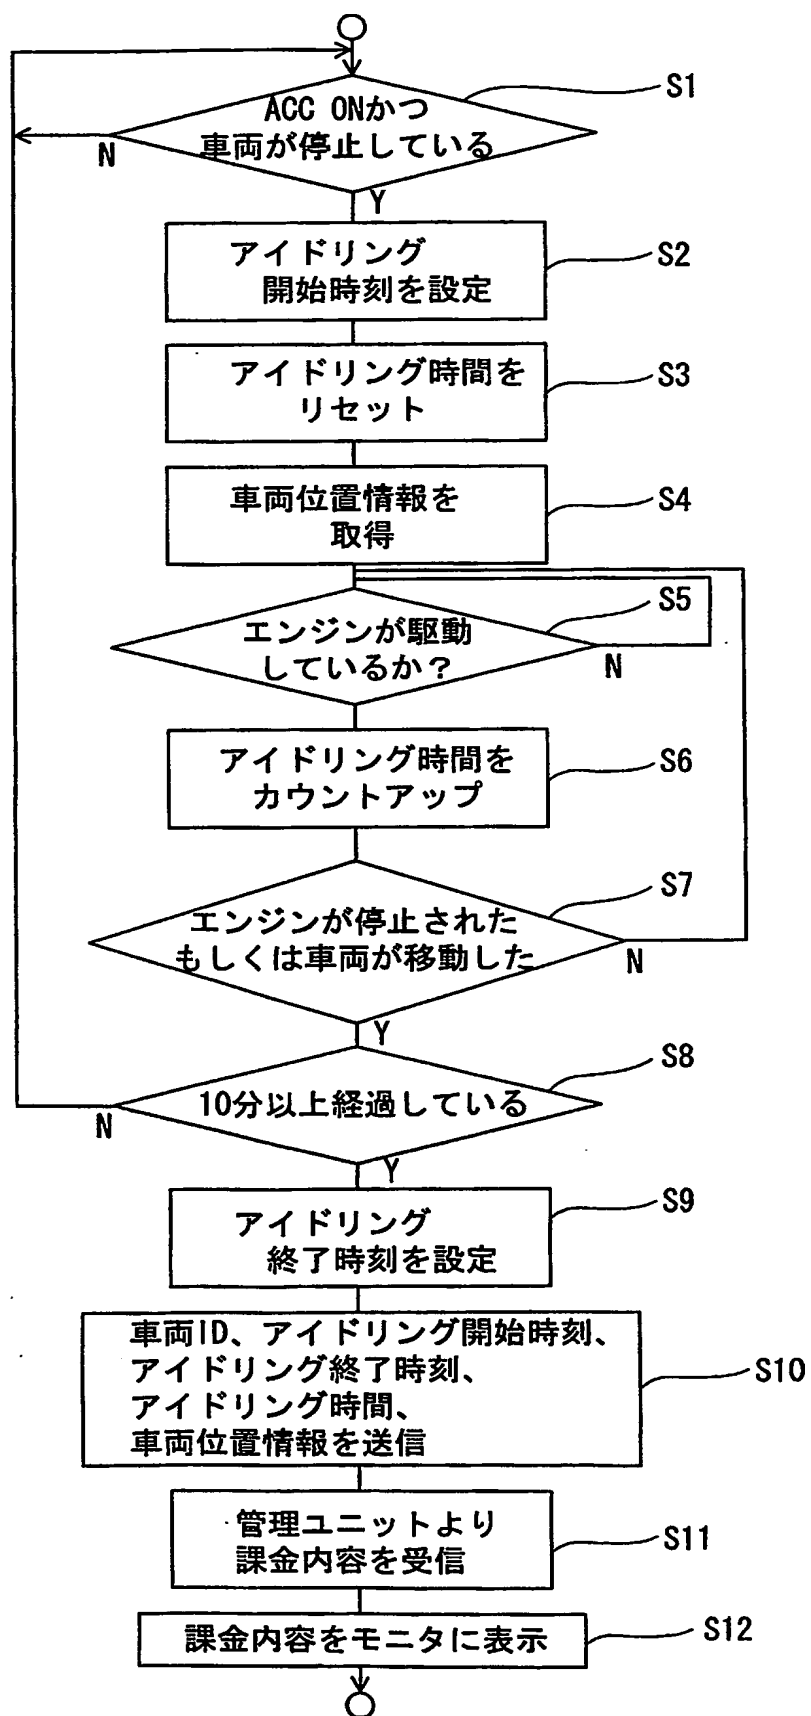 S1
ACC ONかつ
車両が停止している
N
Y
アイドリング
開始時刻を設定
S2
アイドリング時間を
リセット
S3
車両位置情報を
取得
S4
S5
エンジンが駆動
しているか？
N
アイドリング時間を
カウントアップ
S6
S7
エンジンが停止された
もしくは車両が移動した
N
Y
S8
10分以上経過している
N
Y
アイドリング
終了時刻を設定
S9
車両ID、アイドリング開始時刻、
アイドリング終了時刻、
アイドリング時間、
車両位置情報を送信
S10
管理ユニットより
課金内容を受信
S11
課金内容をモニタに表示
S12